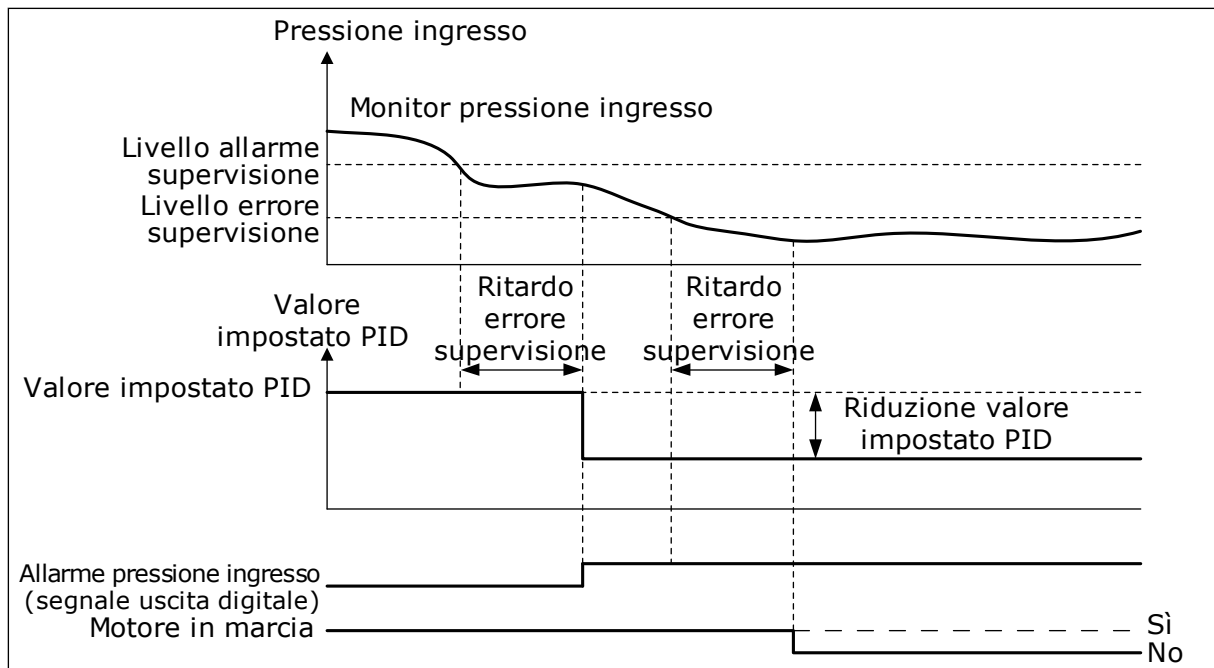 Pressione ingresso
Monitor pressione ingresso
Livello allarme
supervisione
Livello errore
supervisione
Valore
impostato PID
Ritardo
errore
supervisione
Ritardo
errore
supervisione
Valore impostato PID
Riduzione valore
impostato PID
Allarme pressione ingresso
(segnale uscita digitale)
Motore in marcia
Sì
No